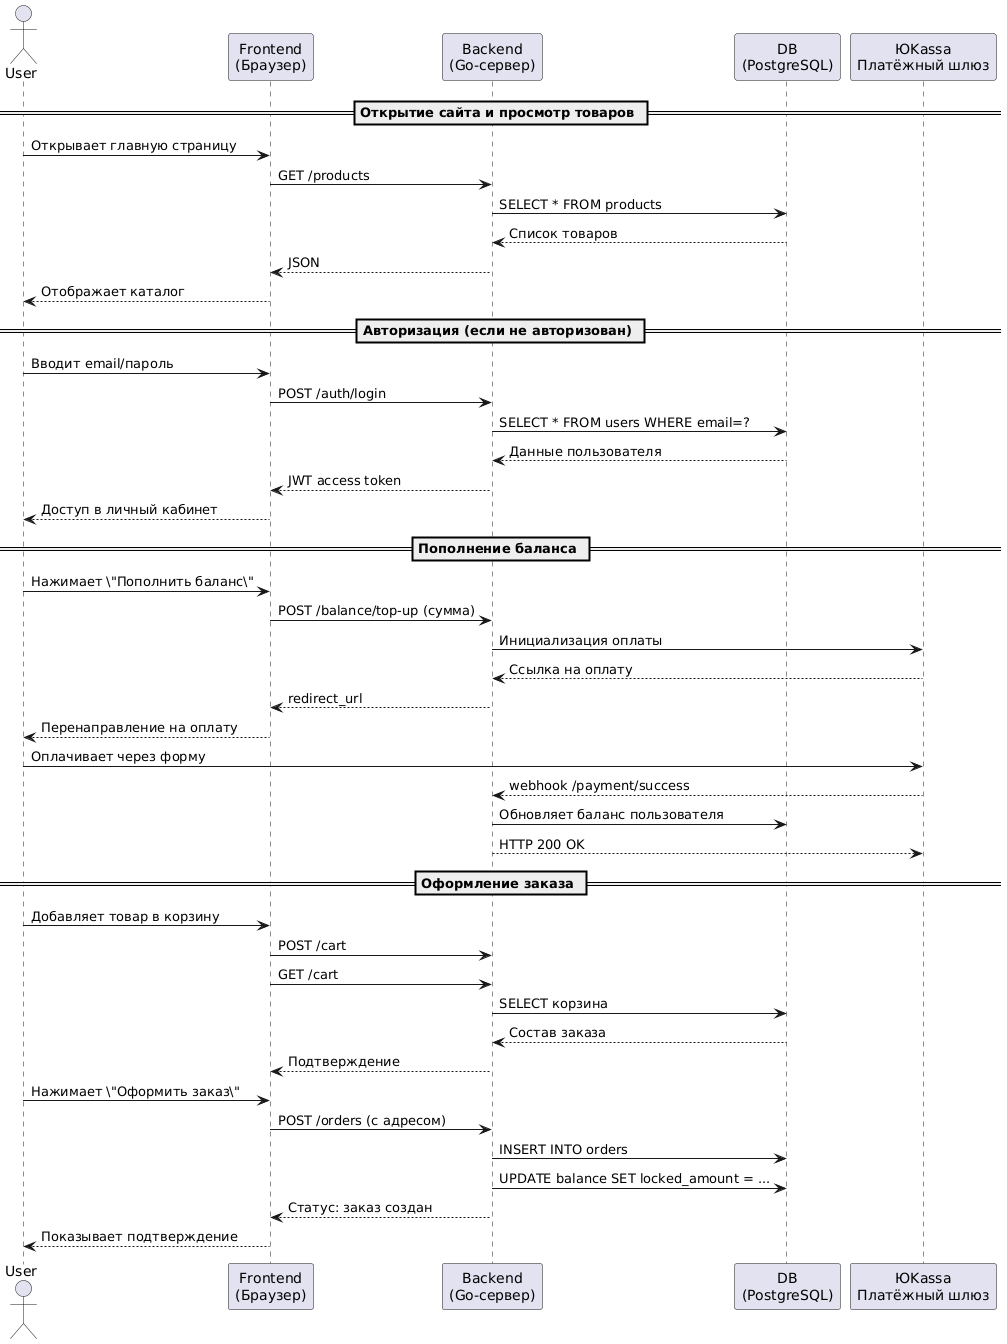 User
Frontend
(Браузер)
Backend
(Go-сервер)
DB
(PostgreSQL)
ЮKassa
Платёжный шлюз
Открытие сайта и просмотр товаров
Открывает главную страницу
GET /products
SELECT * FROM products
Список товаров
JSON
Отображает каталог
Авторизация (если не авторизован)
Вводит email/пароль
POST /auth/login
SELECT * FROM users WHERE email=?
Данные пользователя
JWT access token
Доступ в личный кабинет
Пополнение баланса
Нажимает \"Пополнить баланс\"
POST /balance/top-up (сумма)
Инициализация оплаты
Ссылка на оплату
redirect_url
Перенаправление на оплату
Оплачивает через форму
webhook /payment/success
Обновляет баланс пользователя
HTTP 200 OK
Оформление заказа
Добавляет товар в корзину
POST /cart
GET /cart
SELECT корзина
Состав заказа
Подтверждение
Нажимает \"Оформить заказ\"
POST /orders (с адресом)
INSERT INTO orders
UPDATE balance SET locked_amount = ...
Статус: заказ создан
Показывает подтверждение
User
Frontend
(Браузер)
Backend
(Go-сервер)
DB
(PostgreSQL)
ЮKassa
Платёжный шлюз